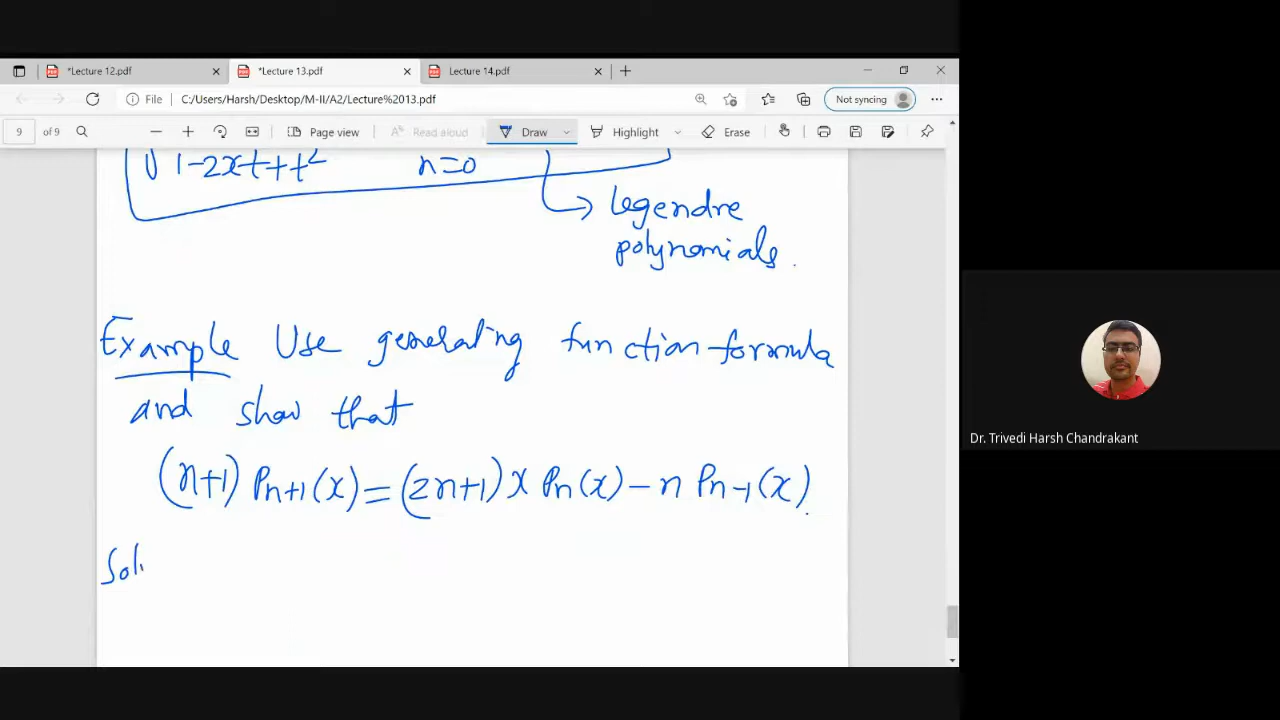 *Lecture 12.pdf
*Lecture 13.pdf
Lecture 14.pdf
File
C:/Users/Harsh/Desktop/M-II/A2/Lecture%2013.pdf
Not syncing
9 of 9
Page view
Read aloud
Draw
Highlight
Erase
√1-2xt+t² n=0
Legendre
polynomials.
Example Use generating function formula
and show that
(n+1) Pn+1(x) = (2n+1) x Pn(x) - n Pn-1(x).
Sol.
Dr. Trivedi Harsh Chandrakant